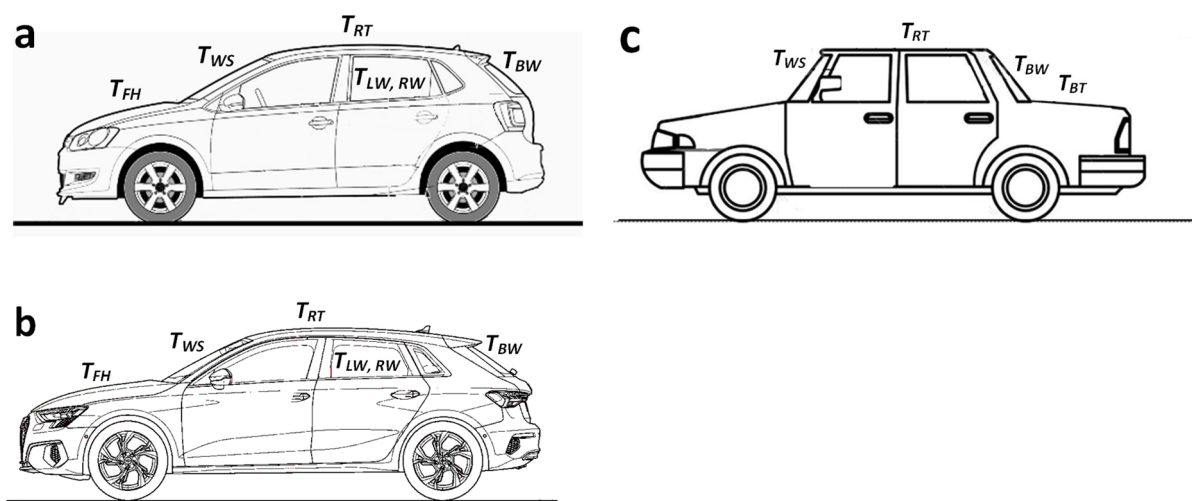 a
T_RT
T_WS
T_BW
T_FH
T_LW, RW
c
T_RT
T_WS
T_BW
T_BT
b
T_RT
T_WS
T_BW
T_FH
T_LW, RW